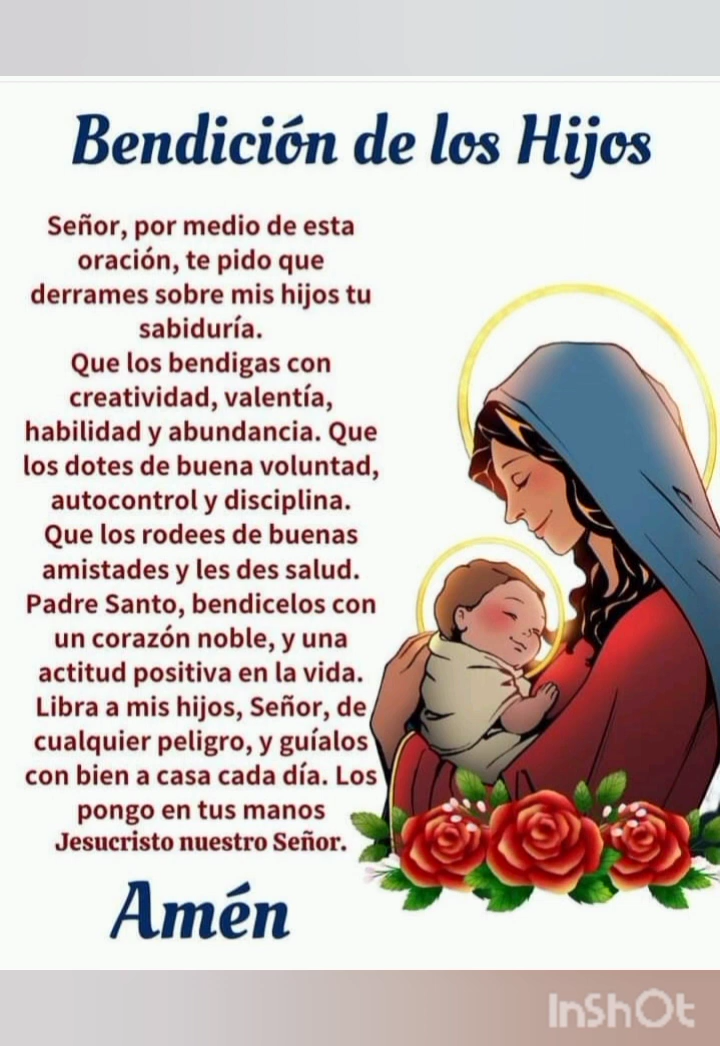 Bendición de los Hijos
Señor, por medio de esta
oración, te pido que
derrames sobre mis hijos tu
sabiduría.
Que los bendigas con
creatividad, valentía,
habilidad y abundancia. Que
los dotes de buena voluntad,
autocontrol y disciplina.
Que los rodees de buenas
amistades y les des salud.
Padre Santo, bendicelos con
un corazón noble, y una
actitud positiva en la vida.
Libra a mis hijos, Señor, de
cualquier peligro, y guíalos
con bien a casa cada día. Los
pongo en tus manos
Jesucristo nuestro Señor.
Amén
InShOt